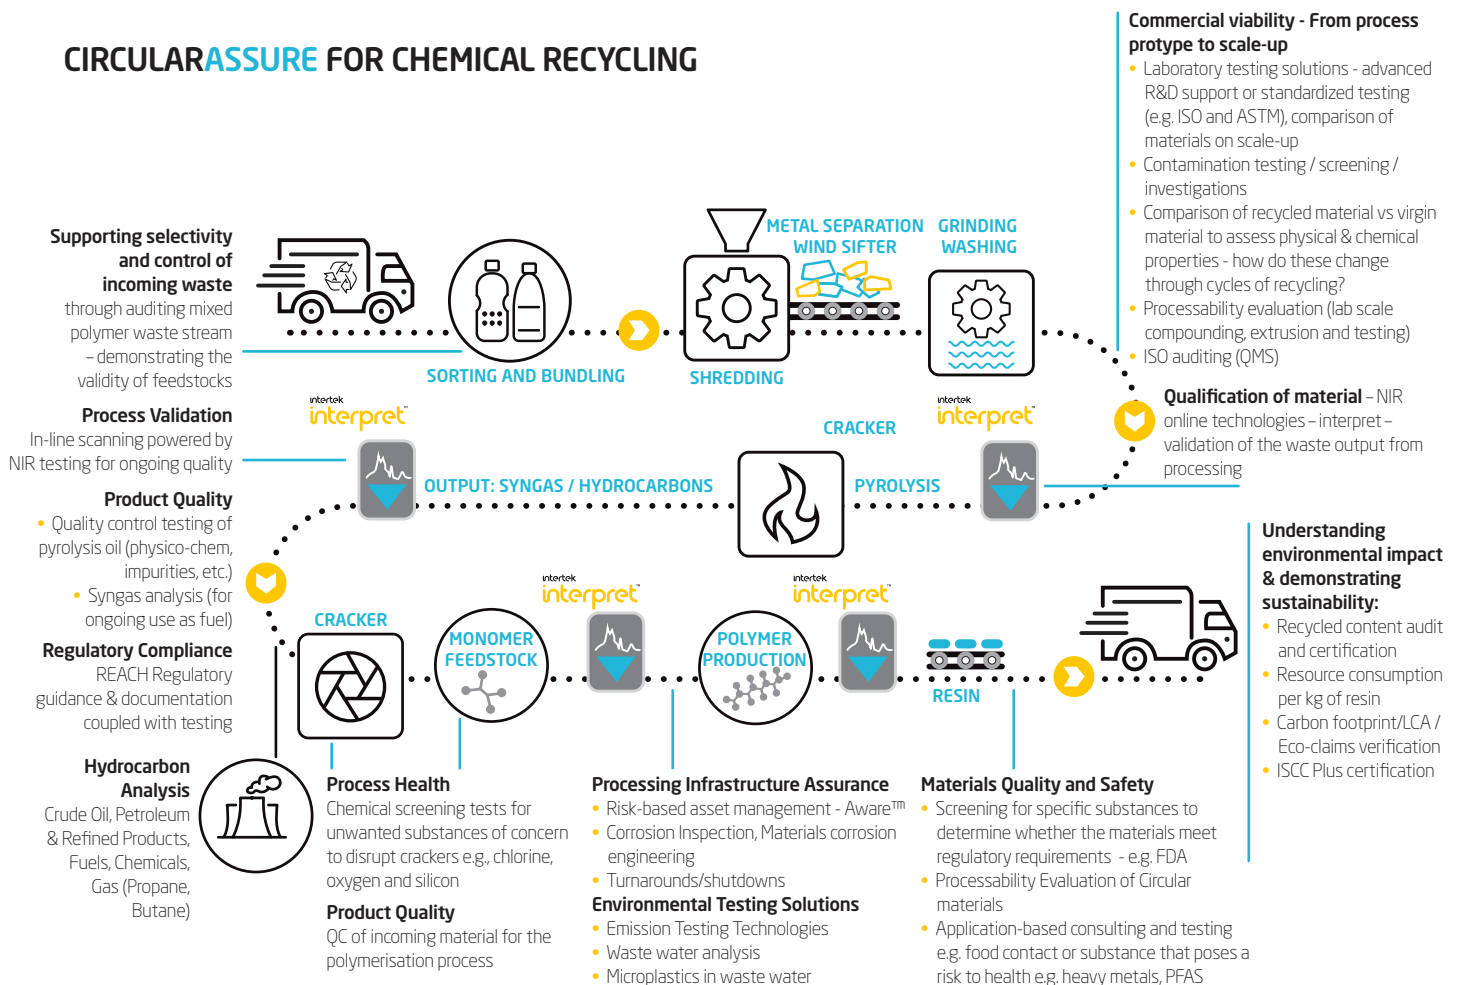 CIRCULARASSURE FOR CHEMICAL RECYCLING
Commercial viability - From process
protype to scale-up
• Laboratory testing solutions - advanced
R&D support or standardized testing
(e.g. ISO and ASTM), comparison of
materials on scale-up
• Contamination testing / screening /
investigations
• Comparison of recycled material vs virgin
material to assess physical & chemical
properties - how do these change
through cycles of recycling?
• Processability evaluation (lab scale
compounding, extrusion and testing)
• ISO auditing (QMS)
Supporting selectivity
and control of
incoming waste
through auditing mixed
polymer waste stream
– demonstrating the
validity of feedstocks
SORTING AND BUNDLING
SHREDDING
METAL SEPARATION
WIND SIFTER
GRINDING
WASHING
Qualification of material – NIR
online technologies – interpret –
validation of the waste output from
processing
Process Validation
In-line scanning powered by
NIR testing for ongoing quality
intertek
interpret™
OUTPUT: SYNGAS / HYDROCARBONS
CRACKER
PYROLYSIS
intertek
interpret™
Product Quality
• Quality control testing of
pyrolysis oil (physico-chem,
impurities, etc.)
• Syngas analysis (for
ongoing use as fuel)
Regulatory Compliance
REACH Regulatory
guidance & documentation
coupled with testing
Hydrocarbon
Analysis
Crude Oil, Petroleum
& Refined Products,
Fuels, Chemicals,
Gas (Propane,
Butane)
CRACKER
MONOMER
FEEDSTOCK
intertek
interpret™
POLYMER
PRODUCTION
intertek
interpret™
RESIN
Understanding
environmental impact
& demonstrating
sustainability:
• Recycled content audit
and certification
• Resource consumption
per kg of resin
• Carbon footprint/LCA /
Eco-claims verification
• ISCC Plus certification
Process Health
Chemical screening tests for
unwanted substances of concern
to disrupt crackers e.g., chlorine,
oxygen and silicon
Product Quality
QC of incoming material for the
polymerisation process
Processing Infrastructure Assurance
• Risk-based asset management - Aware™
• Corrosion Inspection, Materials corrosion
engineering
• Turnarounds/shutdowns
Environmental Testing Solutions
• Emission Testing Technologies
• Waste water analysis
• Microplastics in waste water
Materials Quality and Safety
• Screening for specific substances to
determine whether the materials meet
regulatory requirements - e.g. FDA
• Processability Evaluation of Circular
materials
• Application-based consulting and testing
e.g. food contact or substance that poses a
risk to health e.g. heavy metals, PFAS